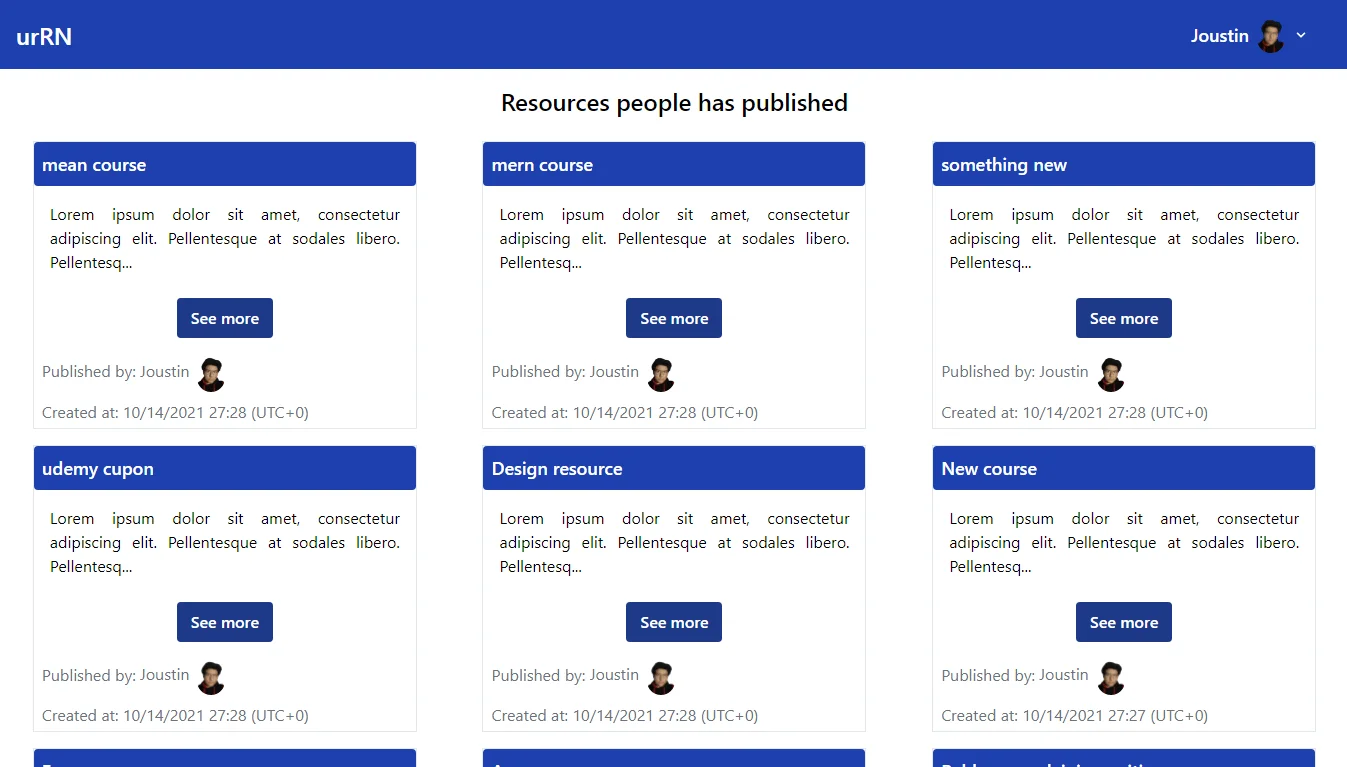 urRN
Joustin
Resources people has published
mean course
Lorem ipsum dolor sit amet, consectetur
adipiscing elit. Pellentesque at sodales libero.
Pellentesq...
See more
Published by: Joustin
Created at: 10/14/2021 27:28 (UTC+0)
mern course
Lorem ipsum dolor sit amet, consectetur
adipiscing elit. Pellentesque at sodales libero.
Pellentesq...
See more
Published by: Joustin
Created at: 10/14/2021 27:28 (UTC+0)
something new
Lorem ipsum dolor sit amet, consectetur
adipiscing elit. Pellentesque at sodales libero.
Pellentesq...
See more
Published by: Joustin
Created at: 10/14/2021 27:28 (UTC+0)
udemy cupon
Lorem ipsum dolor sit amet, consectetur
adipiscing elit. Pellentesque at sodales libero.
Pellentesq...
See more
Published by: Joustin
Created at: 10/14/2021 27:28 (UTC+0)
Design resource
Lorem ipsum dolor sit amet, consectetur
adipiscing elit. Pellentesque at sodales libero.
Pellentesq...
See more
Published by: Joustin
Created at: 10/14/2021 27:28 (UTC+0)
New course
Lorem ipsum dolor sit amet, consectetur
adipiscing elit. Pellentesque at sodales libero.
Pellentesq...
See more
Published by: Joustin
Created at: 10/14/2021 27:27 (UTC+0)